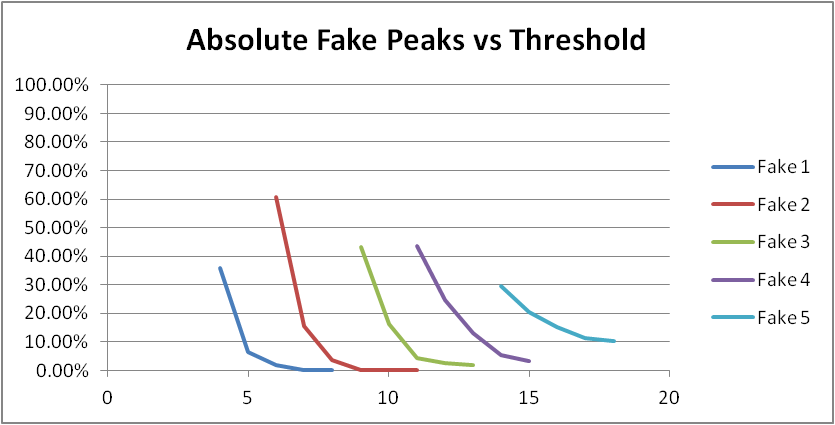 Absolute Fake Peaks vs Threshold
100.00%
90.00%
80.00%
70.00%
60.00%
50.00%
40.00%
30.00%
20.00%
10.00%
0.00%
0 5 10 15 20
Fake 1
Fake 2
Fake 3
Fake 4
Fake 5